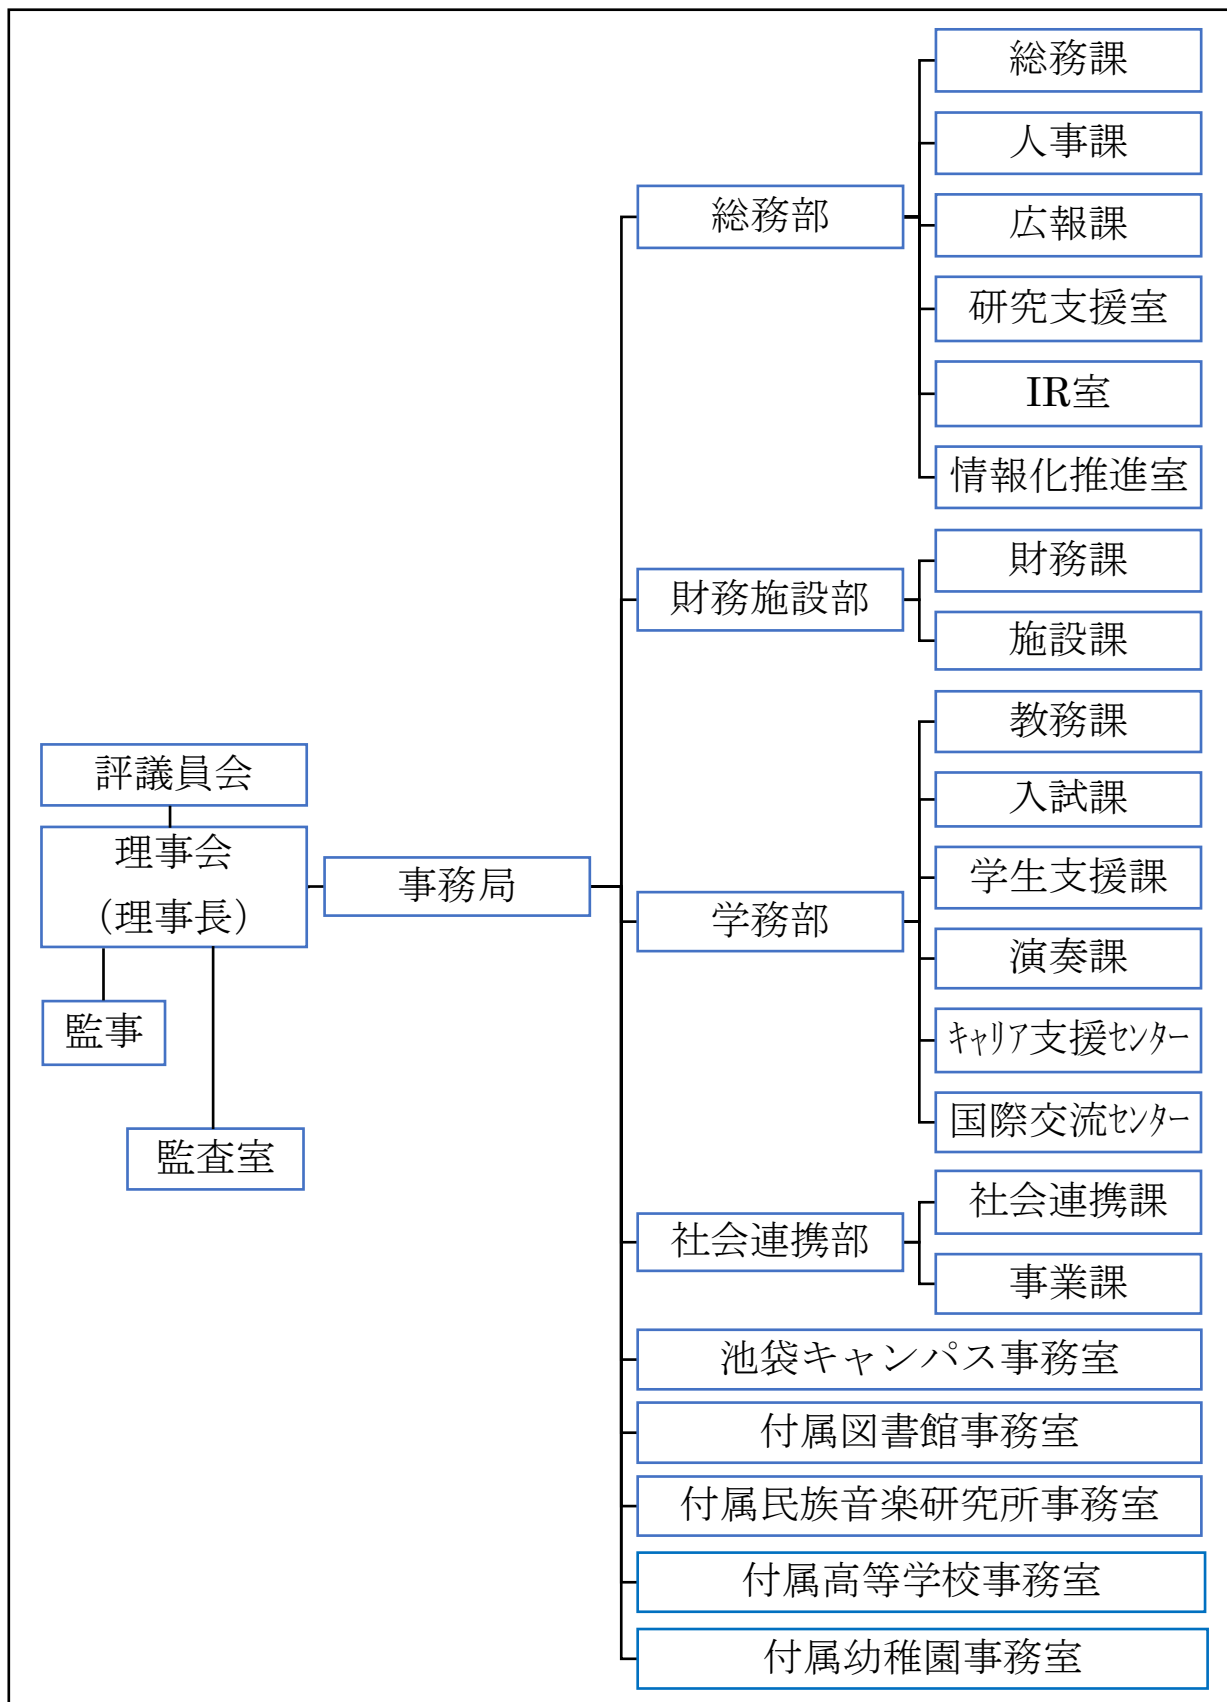 評議員会
理事会
（理事長）
監事
監査室
事務局
総務部
総務課
人事課
広報課
研究支援室
IR室
情報化推進室
財務施設部
財務課
施設課
学務部
教務課
入試課
学生支援課
演奏課
ｷｬﾘｱ支援ｾﾝﾀｰ
国際交流ｾﾝﾀｰ
社会連携部
社会連携課
事業課
池袋キャンパス事務室
付属図書館事務室
付属民族音楽研究所事務室
付属高等学校事務室
付属幼稚園事務室